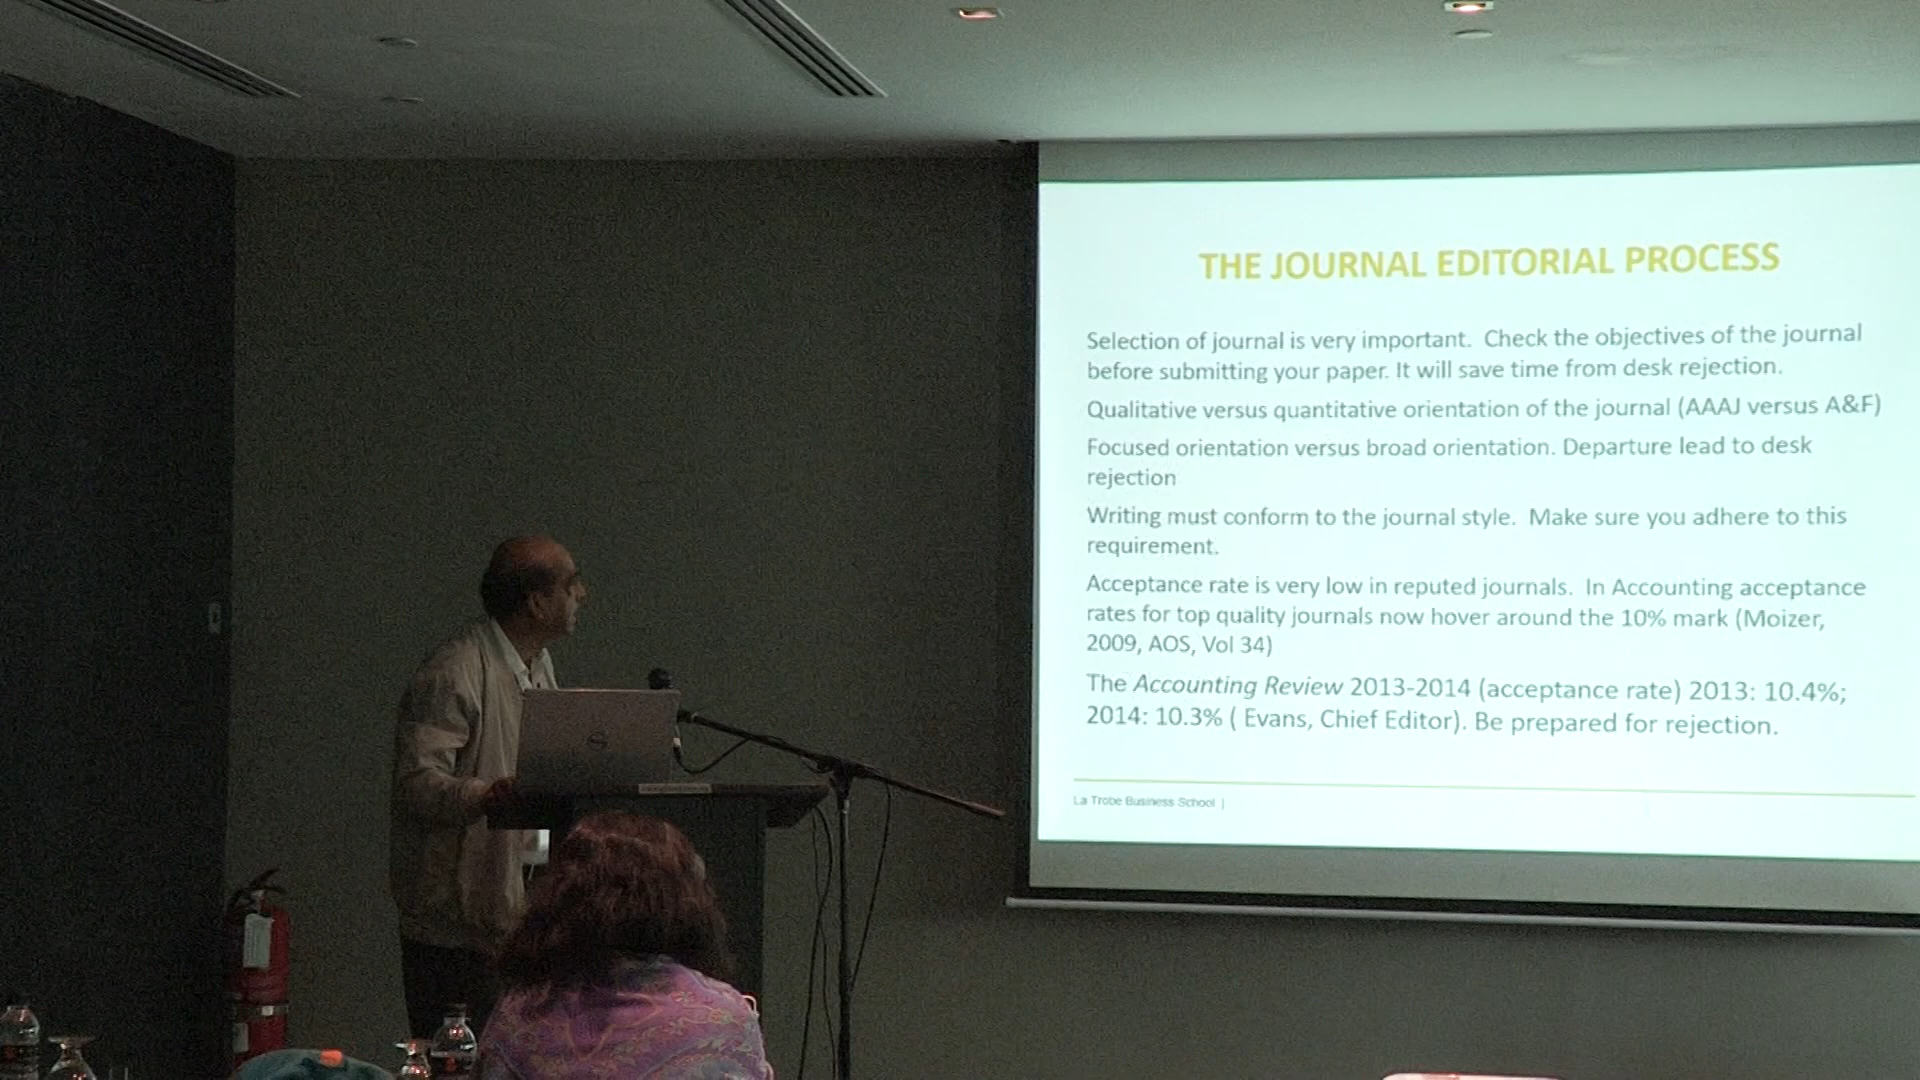 THE JOURNAL EDITORIAL PROCESS
Selection of journal is very important. Check the objectives of the journal
before submitting your paper. It will save time from desk rejection.
Qualitative versus quantitative orientation of the journal (AAAJ versus A&F)
Focused orientation versus broad orientation. Departure lead to desk
rejection
Writing must conform to the journal style. Make sure you adhere to this
requirement.
Acceptance rate is very low in reputed journals. In Accounting acceptance
rates for top quality journals now hover around the 10% mark (Moizer,
2009, AOS, Vol 34)
The Accounting Review 2013-2014 (acceptance rate) 2013: 10.4%;
2014: 10.3% ( Evans, Chief Editor). Be prepared for rejection.
La Trobe Business School |